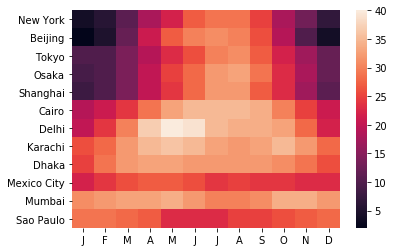 New York
Beijing
Tokyo
Osaka
Shanghai
Cairo
Delhi
Karachi
Dhaka
Mexico City
Mumbai
Sao Paulo
J F M A M J J A S O N D
40
35
30
25
20
15
10
5